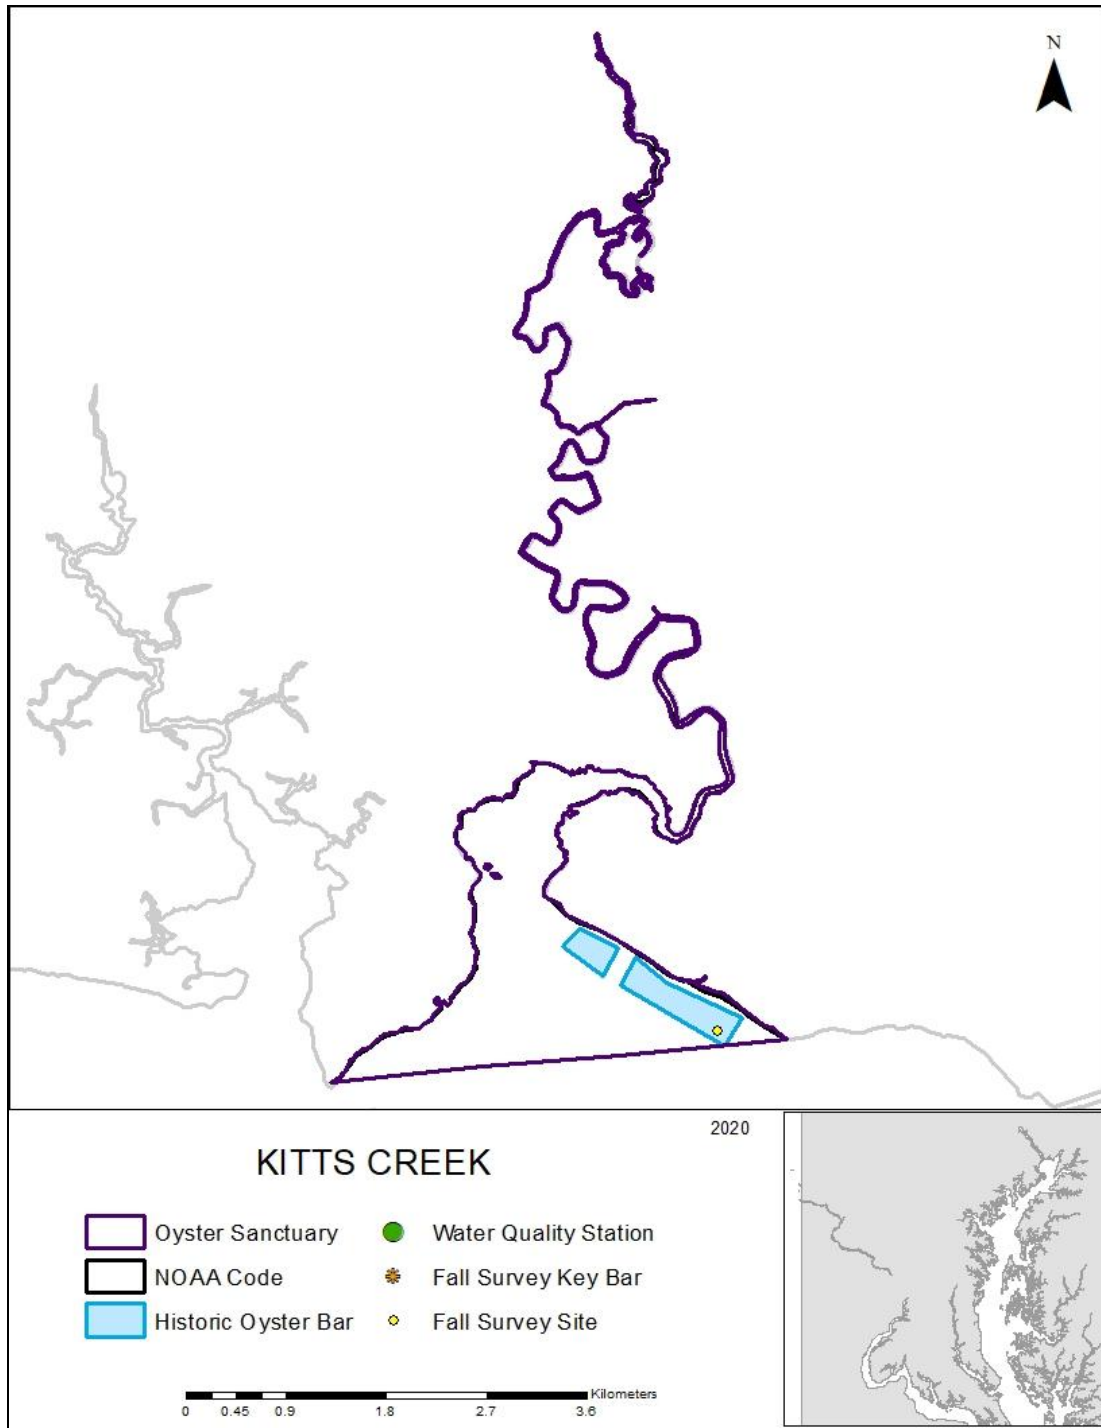 N
2020
KITTS CREEK
Oyster Sanctuary
Water Quality Station
NOAA Code
Fall Survey Key Bar
Historic Oyster Bar
Fall Survey Site
Kilometers
0 0.45 0.9 1.8 2.7 3.6